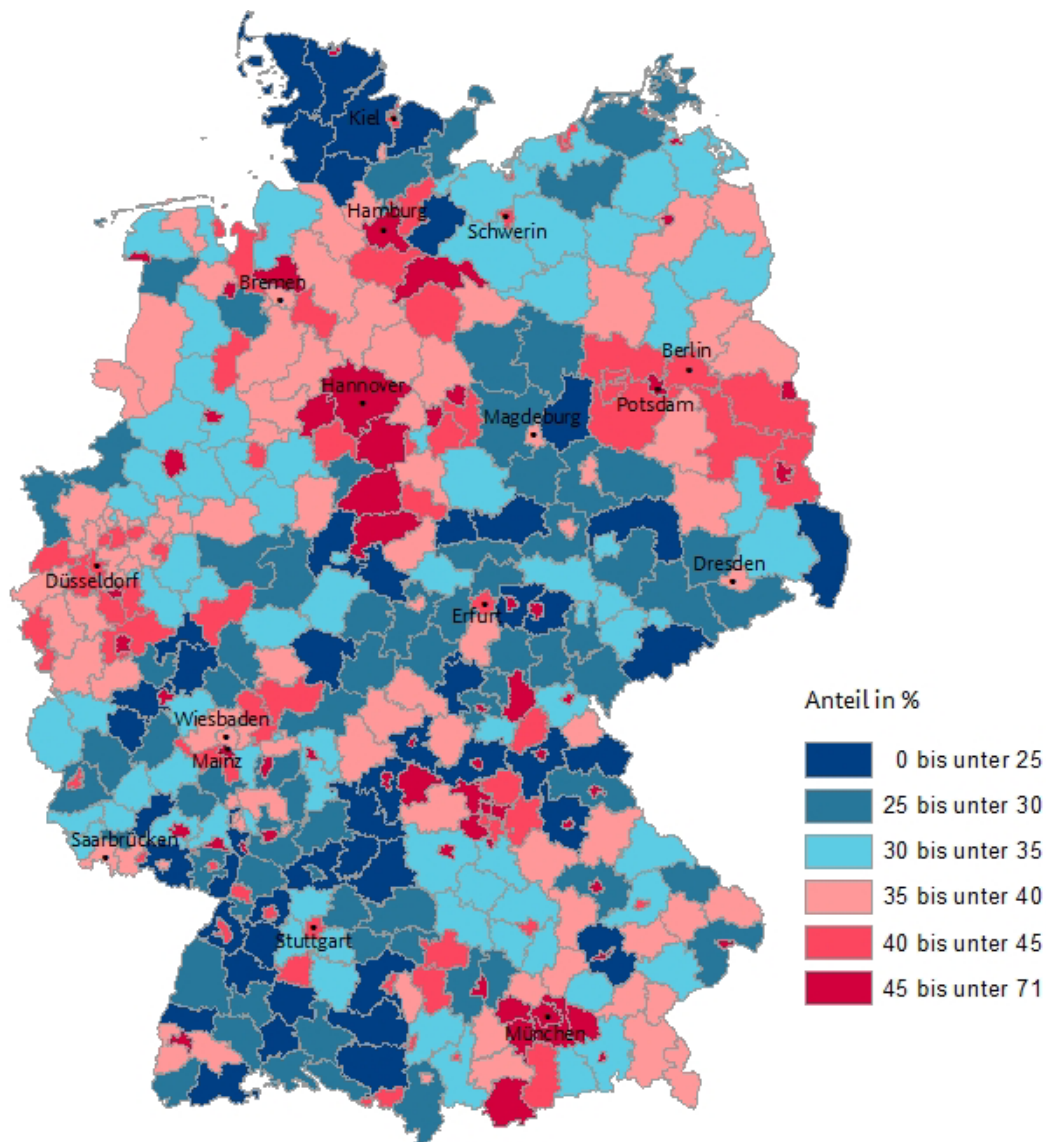 Kiel
Hamburg
Schwerin
Bremen
Berlin
Hannover
Potsdam
Magdeburg
Düsseldorf
Dresden
Erfurt
Wiesbaden
Mainz
Saarbrücken
Stuttgart
München
Anteil in %
0 bis unter 25
25 bis unter 30
30 bis unter 35
35 bis unter 40
40 bis unter 45
45 bis unter 71